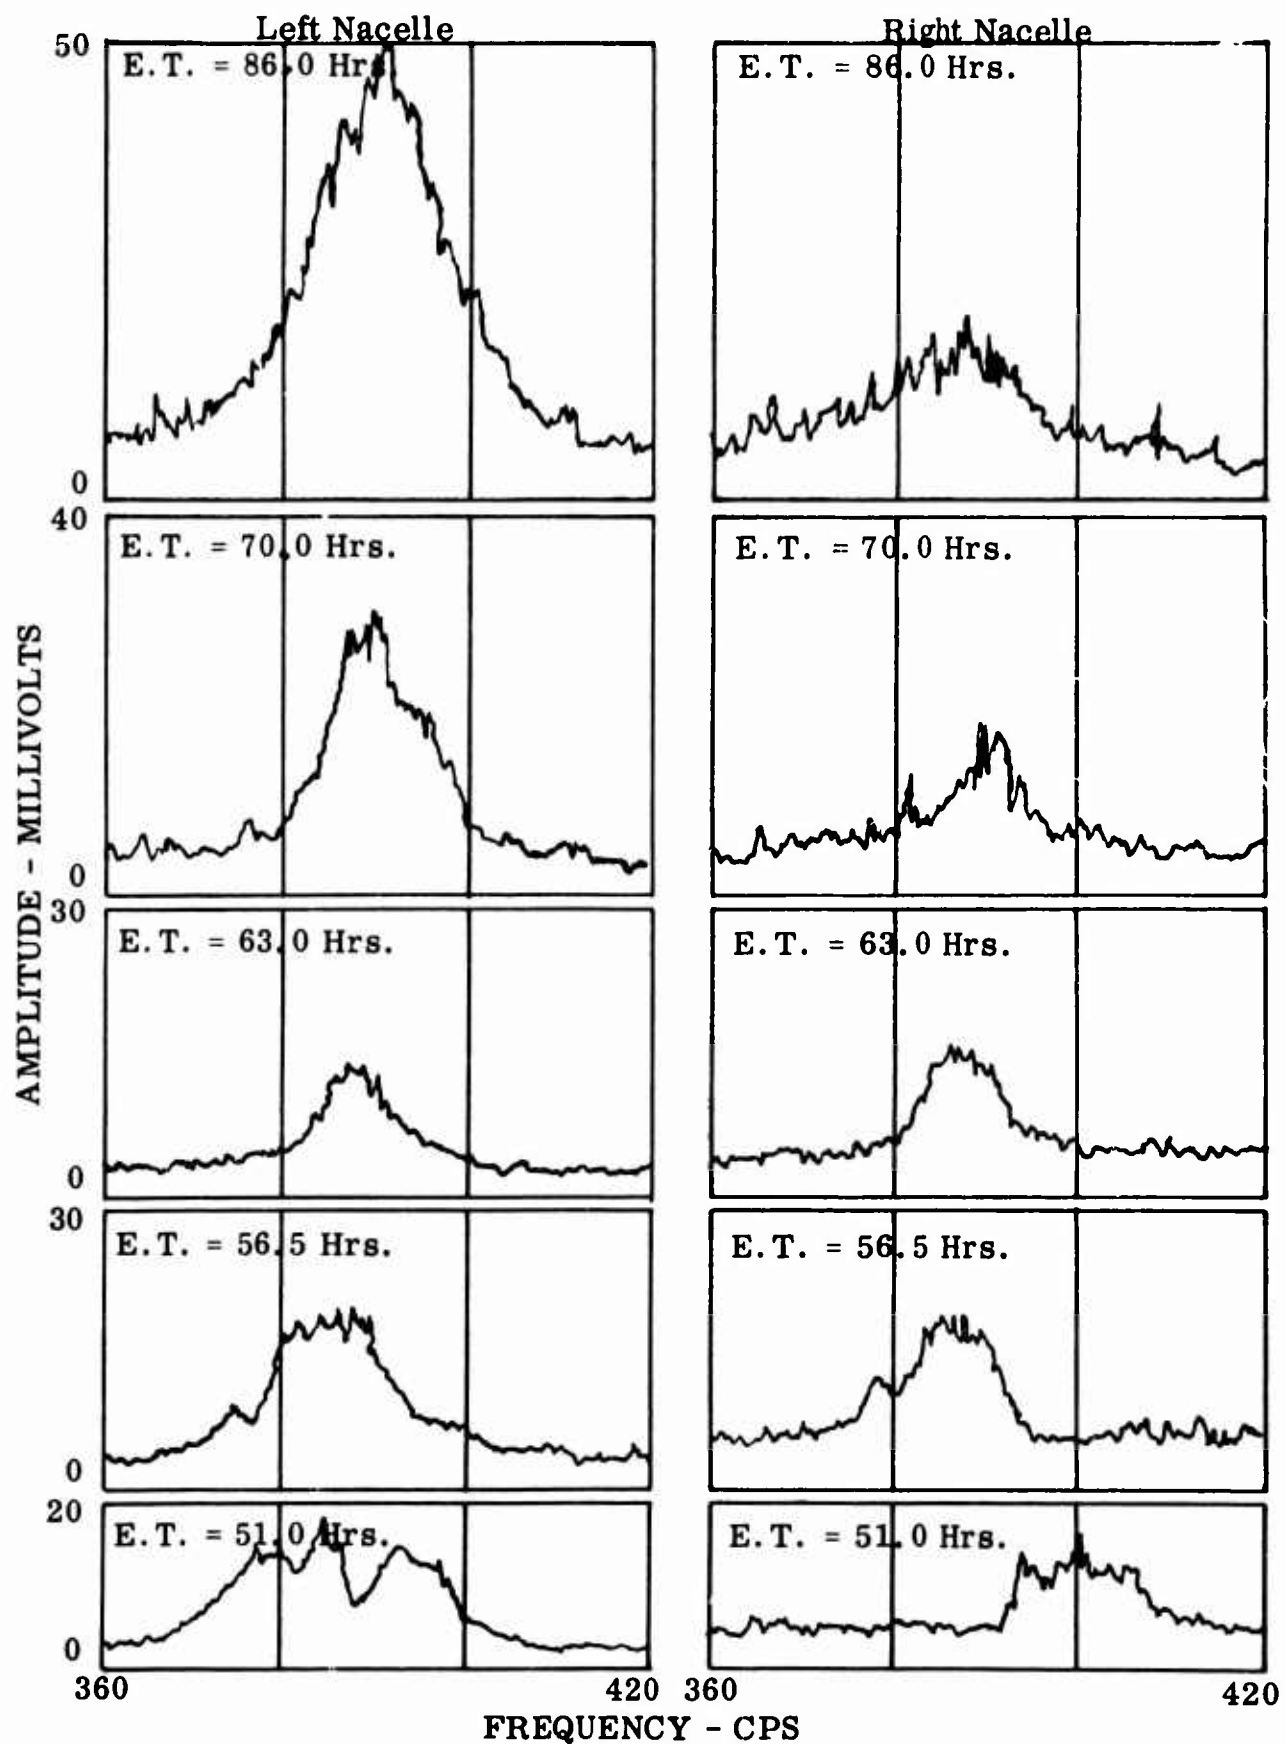 Left Nacelle
Right Nacelle
50
E.T. = 86.0 Hrs.
E.T. = 86.0 Hrs.
0
40
E.T. = 70.0 Hrs.
E.T. = 70.0 Hrs.
0
30
E.T. = 63.0 Hrs.
E.T. = 63.0 Hrs.
0
30
E.T. = 56.5 Hrs.
E.T. = 56.5 Hrs.
0
20
E.T. = 51.0 Hrs.
E.T. = 51.0 Hrs.
0
360
420
360
420
FREQUENCY - CPS
AMPLITUDE - MILLIVOLTS